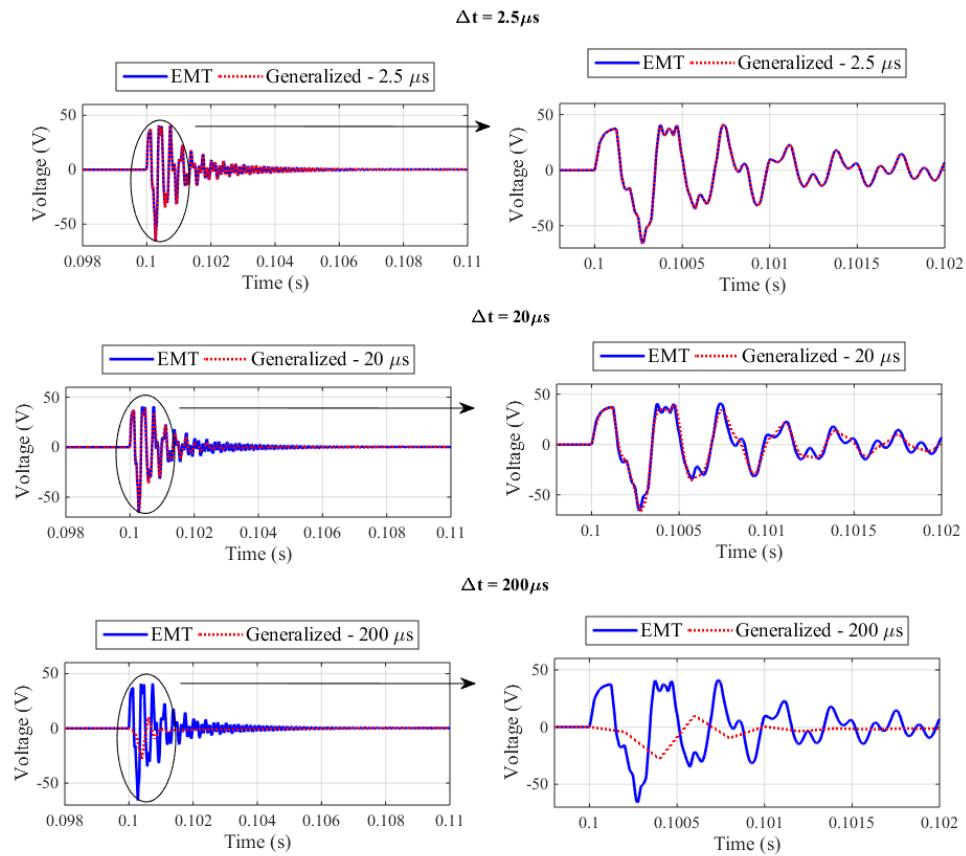 Δt = 2.5μs
EMT Generalized - 2.5 μs
EMT Generalized - 2.5 μs
Voltage (V)
50
0
-50
0.098 0.1 0.102 0.104 0.106 0.108 0.11
Time (s)
Voltage (V)
50
0
-50
0.1 0.1005 0.101 0.1015 0.102
Time (s)
Δt = 20μs
EMT Generalized - 20 μs
EMT Generalized - 20 μs
Voltage (V)
50
0
-50
0.098 0.1 0.102 0.104 0.106 0.108 0.11
Time (s)
Voltage (V)
50
0
-50
0.1 0.1005 0.101 0.1015 0.102
Time (s)
Δt = 200μs
EMT Generalized - 200 μs
EMT Generalized - 200 μs
Voltage (V)
50
0
-50
0.098 0.1 0.102 0.104 0.106 0.108 0.11
Time (s)
Voltage (V)
50
0
-50
0.1 0.1005 0.101 0.1015 0.102
Time (s)